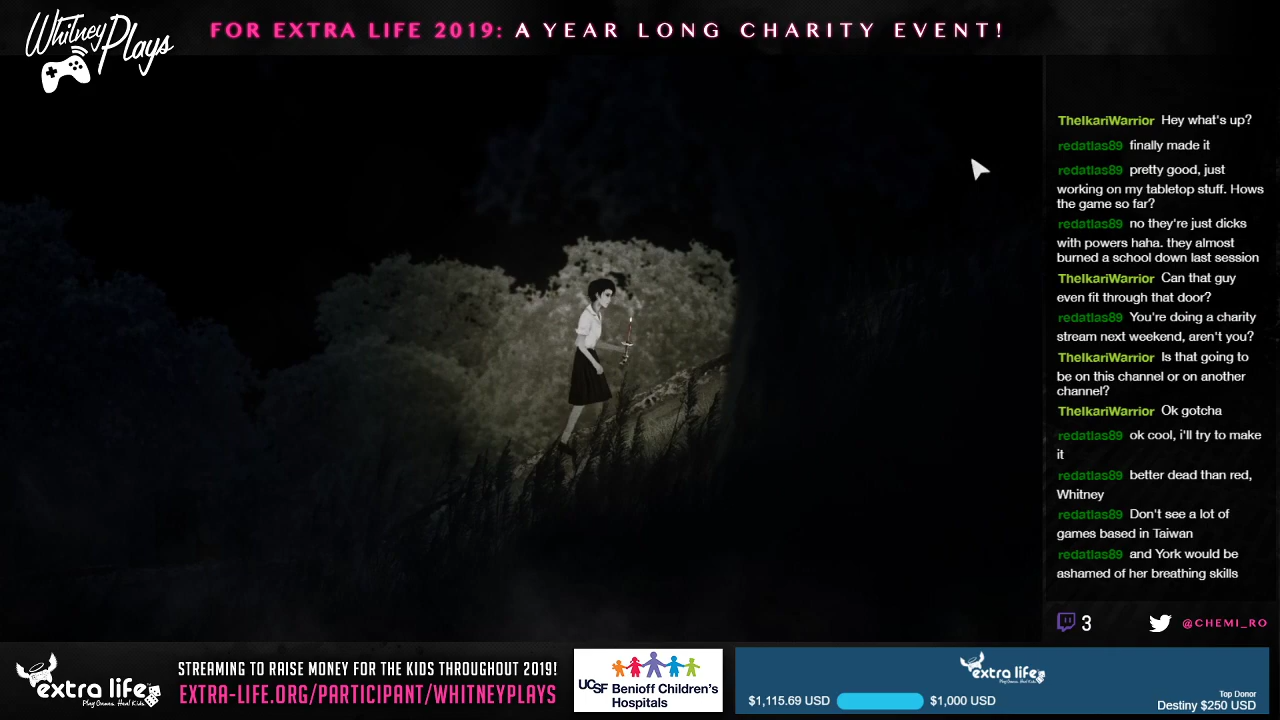 Whitney Plays
FOR EXTRA LIFE 2019: A YEAR LONG CHARITY EVENT!
TheIkariWarrior Hey what's up?
redatlas89 finally made it
redatlas89 pretty good, just
working on my tabletop stuff. Hows
the game so far?
redatlas89 no they're just dicks
with powers haha. they almost
burned a school down last session
TheIkariWarrior Can that guy
even fit through that door?
redatlas89 You're doing a charity
stream next weekend, aren't you?
TheIkariWarrior Is that going to
be on this channel or on another
channel?
TheIkariWarrior Ok gotcha
redatlas89 ok cool, i'll try to make
it
redatlas89 better dead than red,
Whitney
redatlas89 Don't see a lot of
games based in Taiwan
redatlas89 and York would be
ashamed of her breathing skills
3
@CHEMI_RO
extra life
Play Games. Heal Kids.
STREAMING TO RAISE MONEY FOR THE KIDS THROUGHOUT 2019!
EXTRA-LIFE.ORG/PARTICIPANT/WHITNEYPLAYS
UCSF Benioff Children's
Hospitals
extra life
Play Games. Heal Kids.
$1,115.69 USD
$1,000 USD
Top Donor
Destiny $250 USD